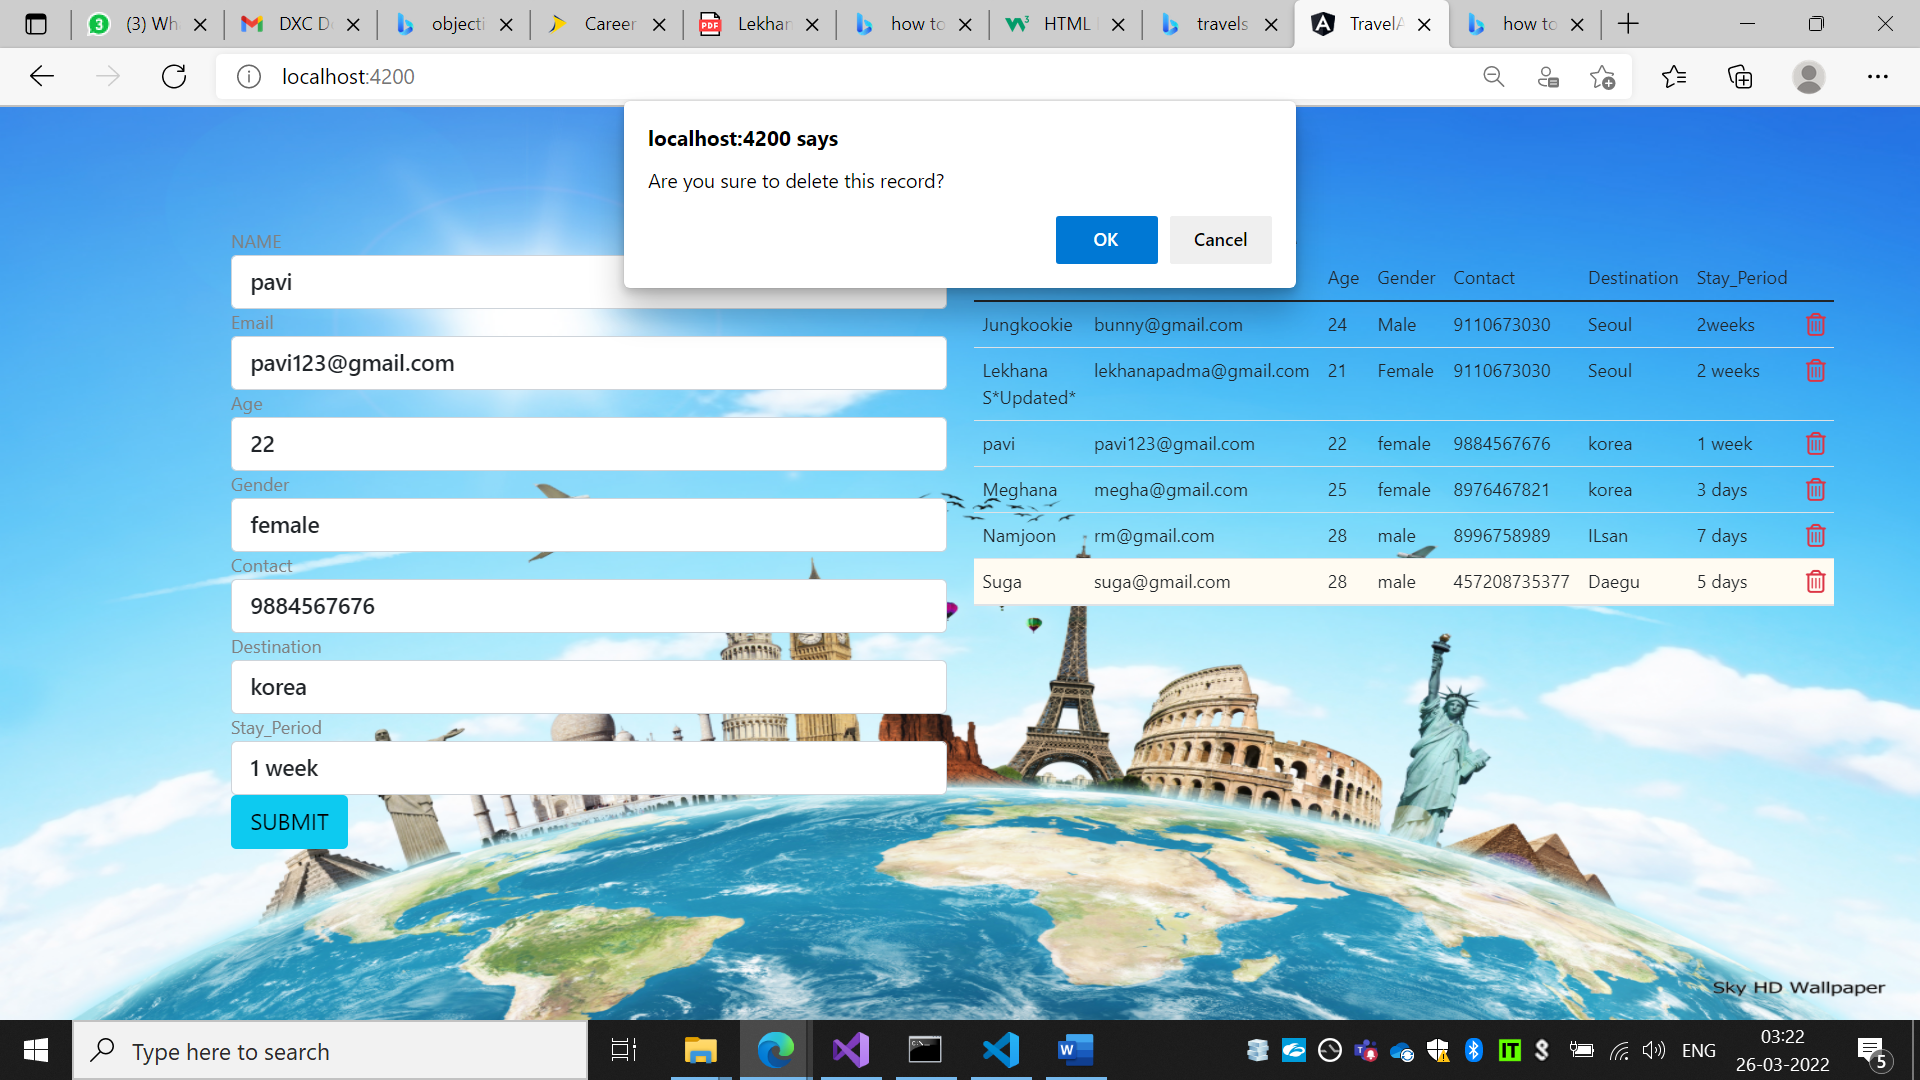 (3) Wh
DXC D
objecti
Career
Lekhan
how to
HTML
travels
TravelA
how to
localhost:4200
localhost:4200 says
Are you sure to delete this record?
OK Cancel
NAME
pavi
Email
pavi123@gmail.com
Age
22
Gender
female
Contact
9884567676
Destination
korea
Stay_Period
1 week
SUBMIT
Age Gender Contact Destination Stay_Period
Jungkookie bunny@gmail.com 24 Male 9110673030 Seoul 2weeks
Lekhana lekhanapadma@gmail.com 21 Female 9110673030 Seoul 2 weeks
S*Updated*
pavi pavi123@gmail.com 22 female 9884567676 korea 1 week
Meghana megha@gmail.com 25 female 8976467821 korea 3 days
Namjoon rm@gmail.com 28 male 8996758989 ILsan 7 days
Suga suga@gmail.com 28 male 457208735377 Daegu 5 days
Sky HD Wallpaper
Type here to search
ENG
03:22
26-03-2022
5